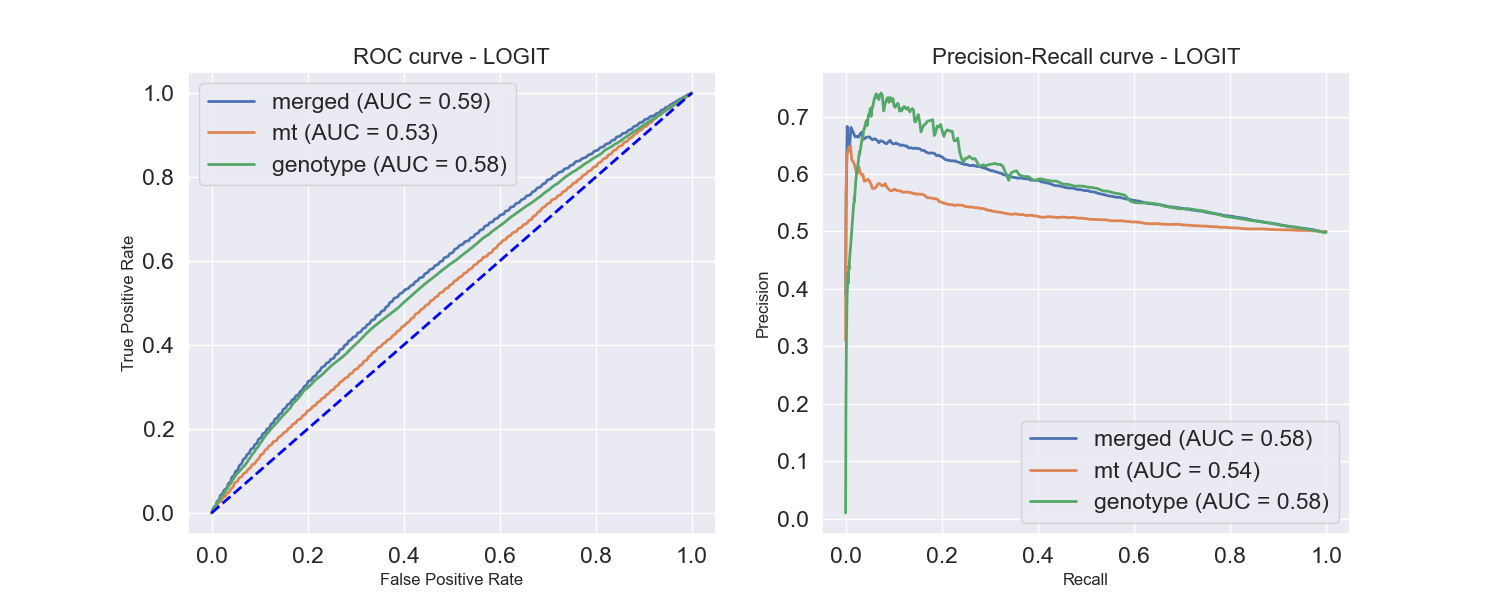 ROC curve - LOGIT
merged (AUC = 0.59)
mt (AUC = 0.53)
genotype (AUC = 0.58)
1.0
0.8
0.6
0.4
0.2
0.0
True Positive Rate
0.0 0.2 0.4 0.6 0.8 1.0
False Positive Rate
Precision-Recall curve - LOGIT
0.7
0.6
0.5
0.4
0.3
0.2
0.1
0.0
Precision
merged (AUC = 0.58)
mt (AUC = 0.54)
genotype (AUC = 0.58)
0.0 0.2 0.4 0.6 0.8 1.0
Recall